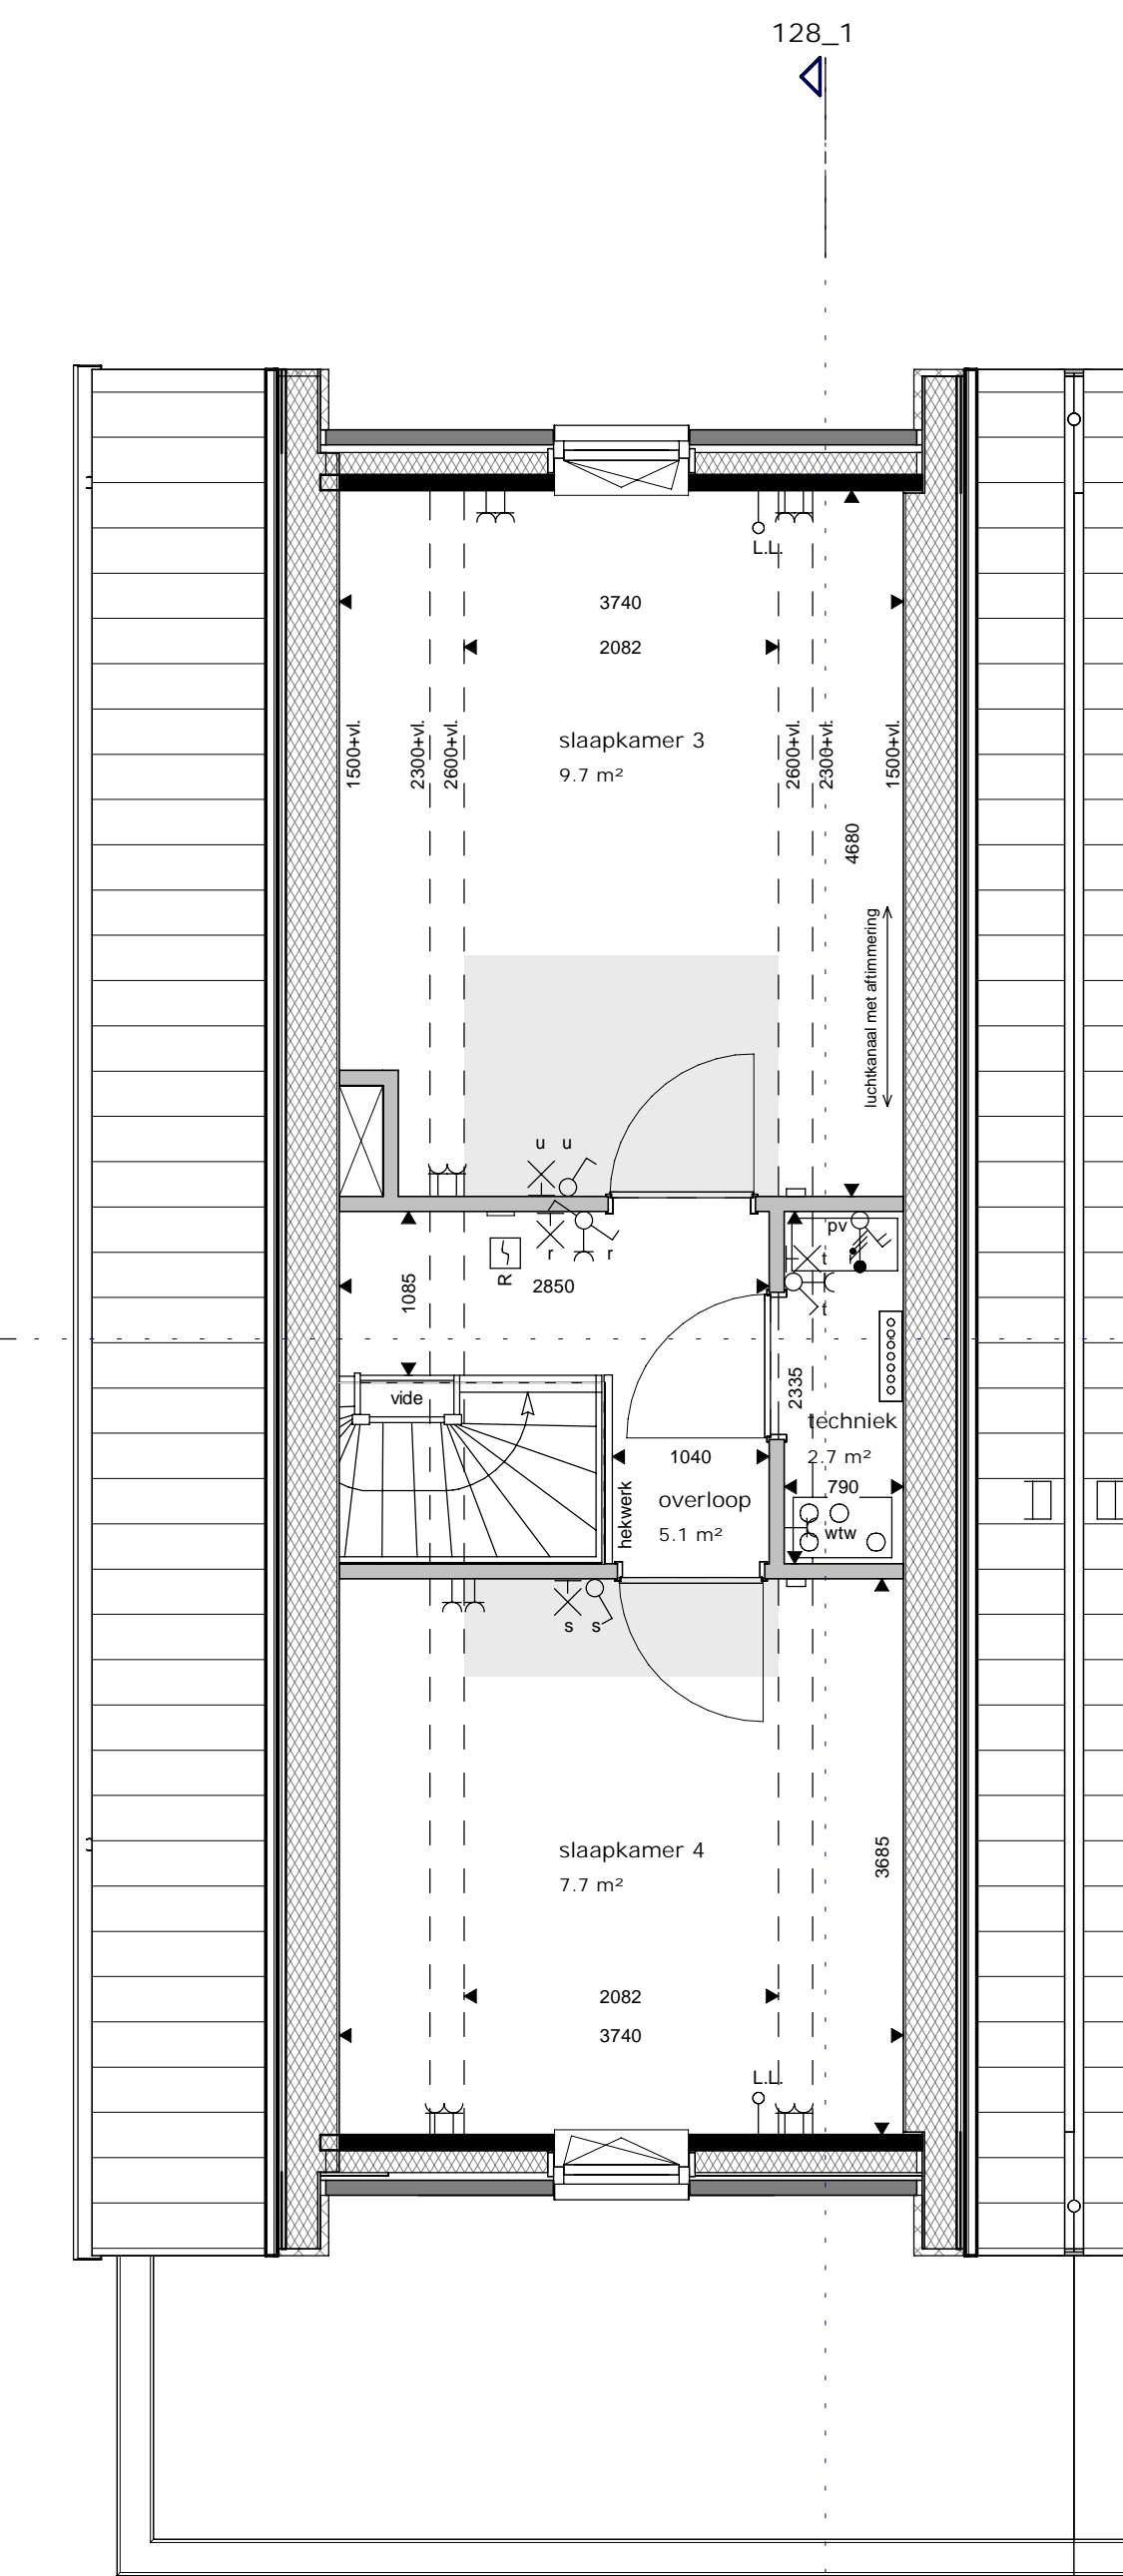 128_1
L.L.
3740
2082
1500+vl.
2300+vl.
2600+vl.
slaapkamer 3
9.7 m²
2600+vl.
2300+vl.
1500+vl.
4680
luchtkanaal met aftimmering
u u
r r
R
2850
1085
pv
t
t
vide
2335
techniek
2.7 m²
790
1040
hekwerk
overloop
5.1 m²
wtw
s s
slaapkamer 4
7.7 m²
3685
2082
3740
L.L.